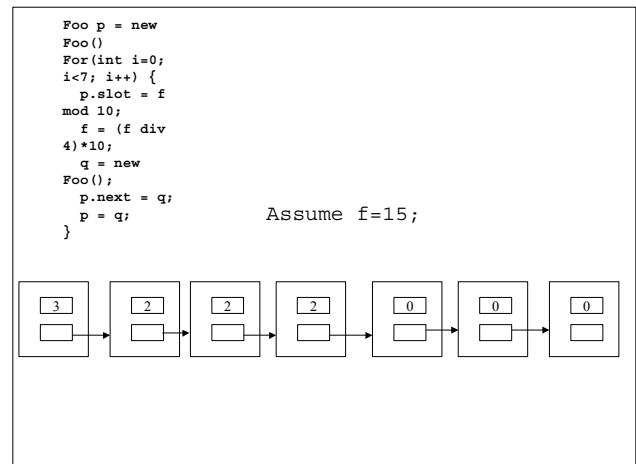 Foo p = new
Foo()
For(int i=0;
i<7; i++) {
p.slot = f
mod 10;
f = (f div
4)*10;
q = new
Foo();
p.next = q;
p = q;
}
Assume f=15;
3 2 2 2 0 0 0